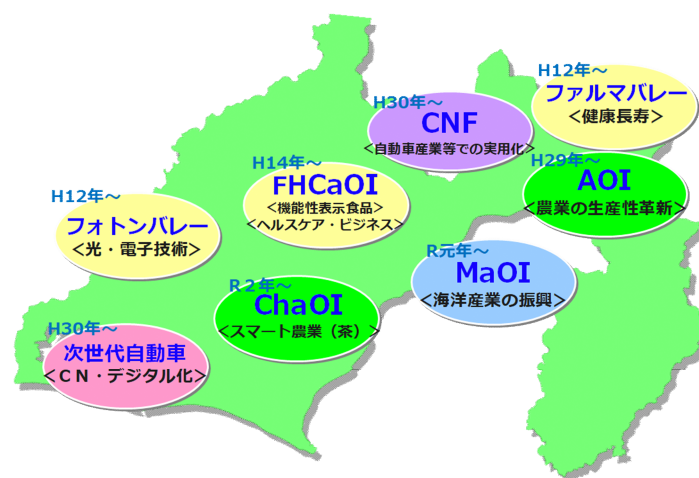 H12年~
ファルマバレー
<健康長寿>
H30年~
CNF
<自動車産業等での実用化>
H29年~
AOI
<農業の生産性革新>
H14年~
FHCaOI
<機能性表示食品>
<ヘルスケア・ビジネス>
H12年~
フォトンバレー
<光・電子技術>
R元年~
MaOI
<海洋産業の振興>
R2年~
ChaOI
<スマート農業(茶)>
H30年~
次世代自動車
<CN・デジタル化>